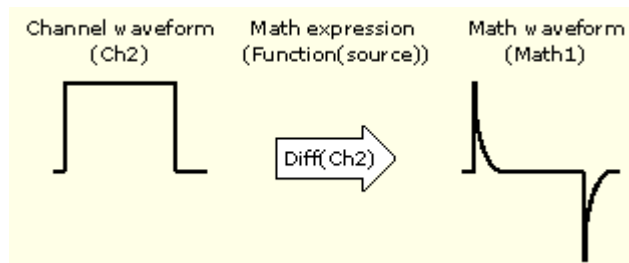 Channel waveform
(Ch2)
Math expression
(Function(source))
Math waveform
(Math1)
Diff(Ch2)